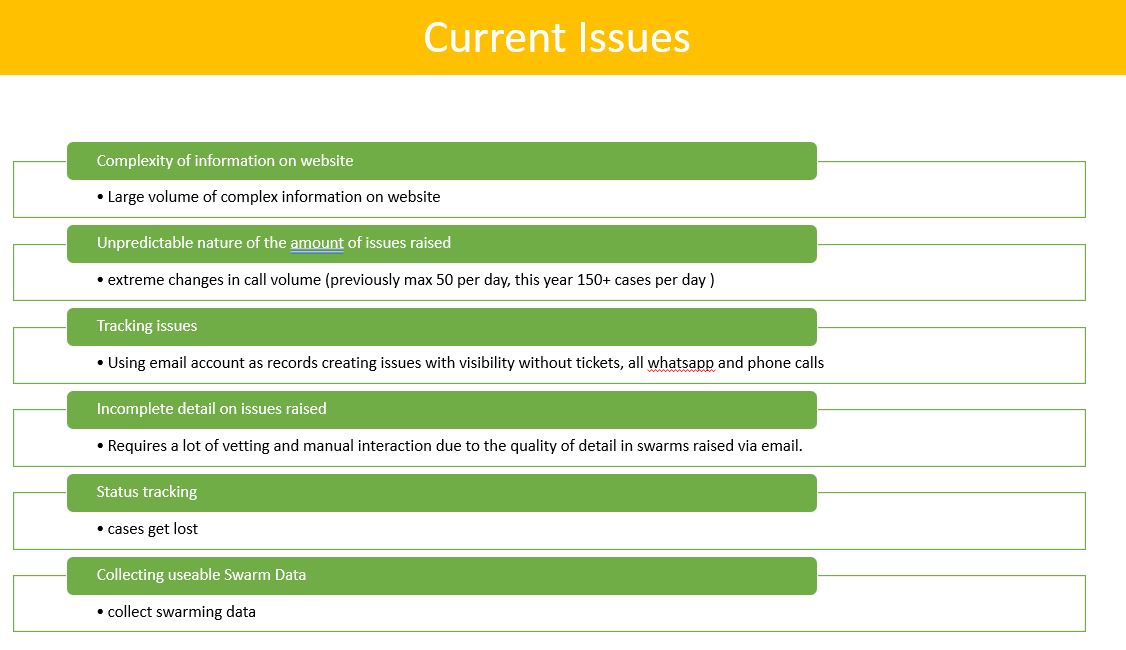 Current Issues
Complexity of information on website
• Large volume of complex information on website
Unpredictable nature of the amount of issues raised
• extreme changes in call volume (previously max 50 per day, this year 150+ cases per day )
Tracking issues
• Using email account as records creating issues with visibility without tickets, all whatsapp and phone calls
Incomplete detail on issues raised
• Requires a lot of vetting and manual interaction due to the quality of detail in swarms raised via email.
Status tracking
• cases get lost
Collecting useable Swarm Data
• collect swarming data